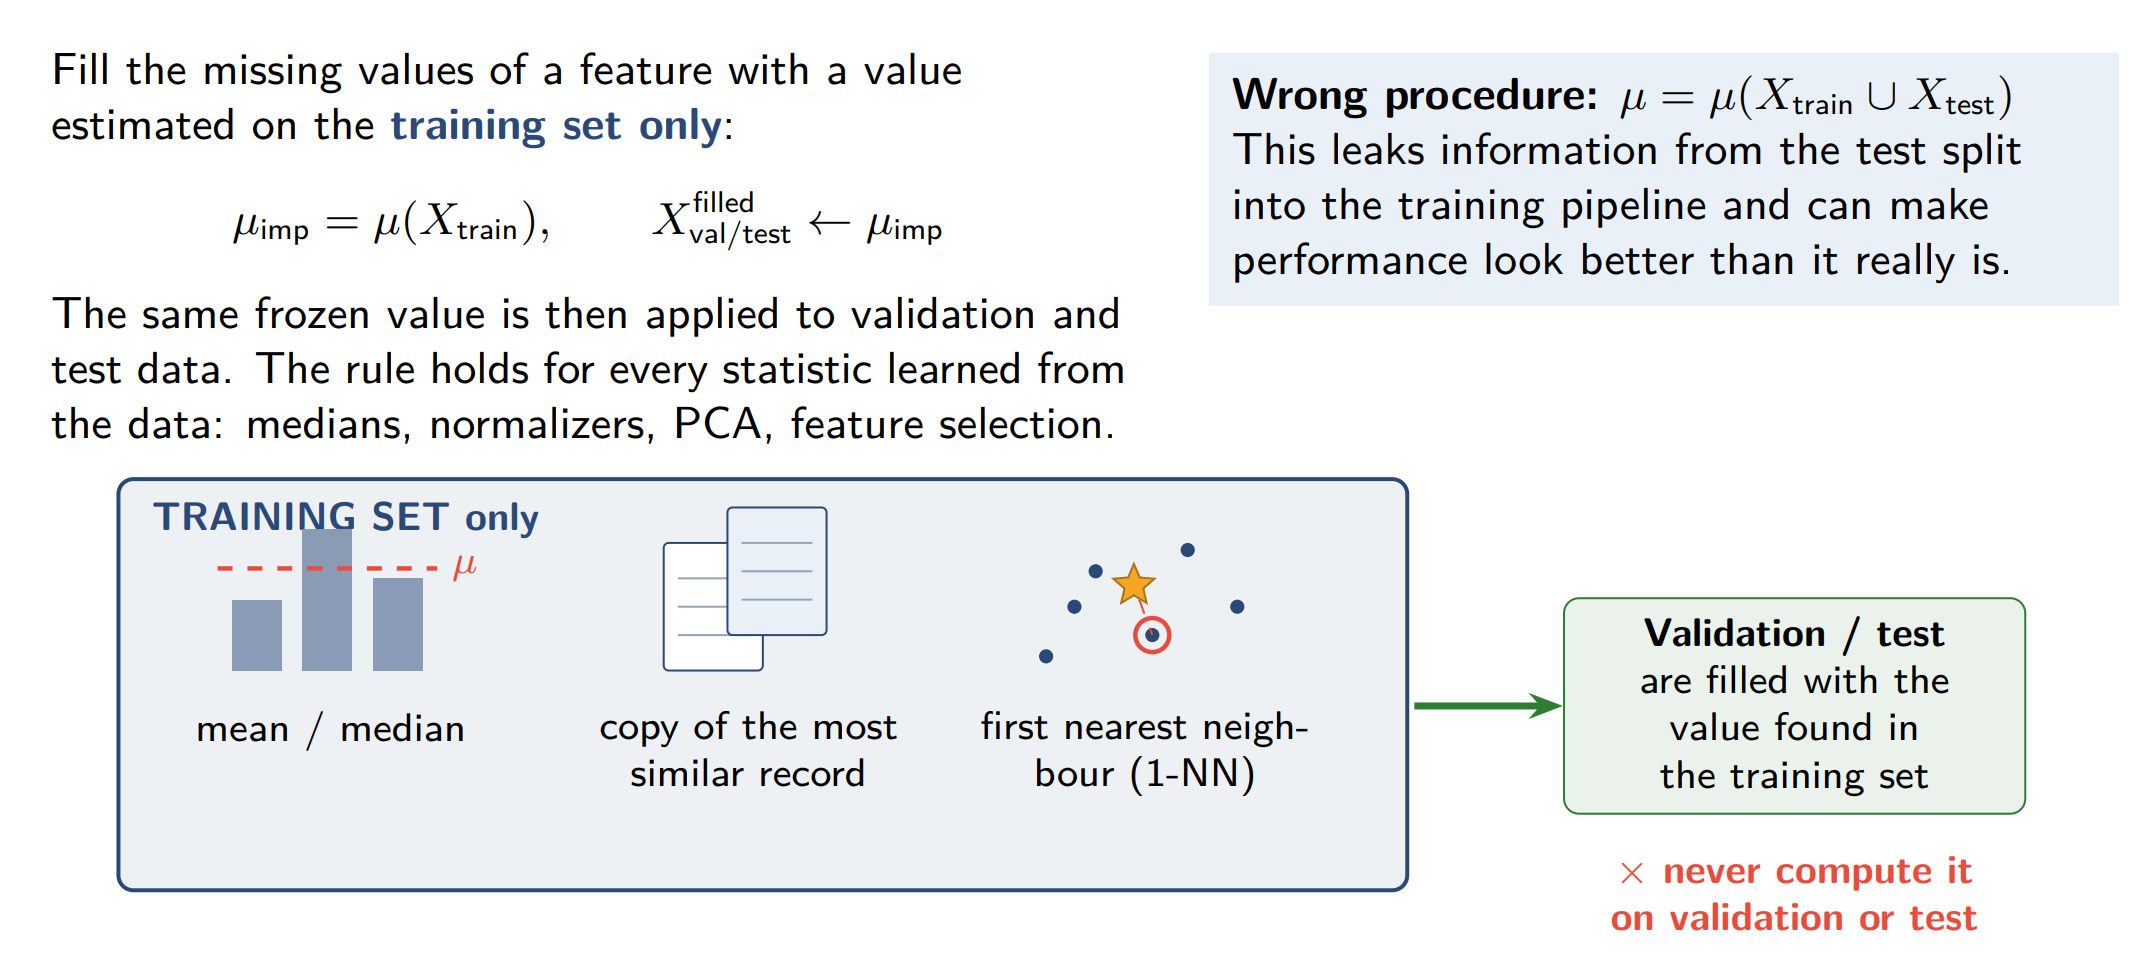 Fill the missing values of a feature with a value
estimated on the training set only:
μ_imp = μ(X_train), X^filled_val/test ← μ_imp
The same frozen value is then applied to validation and
test data. The rule holds for every statistic learned from
the data: medians, normalizers, PCA, feature selection.
Wrong procedure: μ = μ(X_train ∪ X_test)
This leaks information from the test split
into the training pipeline and can make
performance look better than it really is.
TRAINING SET only
μ
mean / median
copy of the most
similar record
first nearest neigh-
bour (1-NN)
Validation / test
are filled with the
value found in
the training set
× never compute it
on validation or test